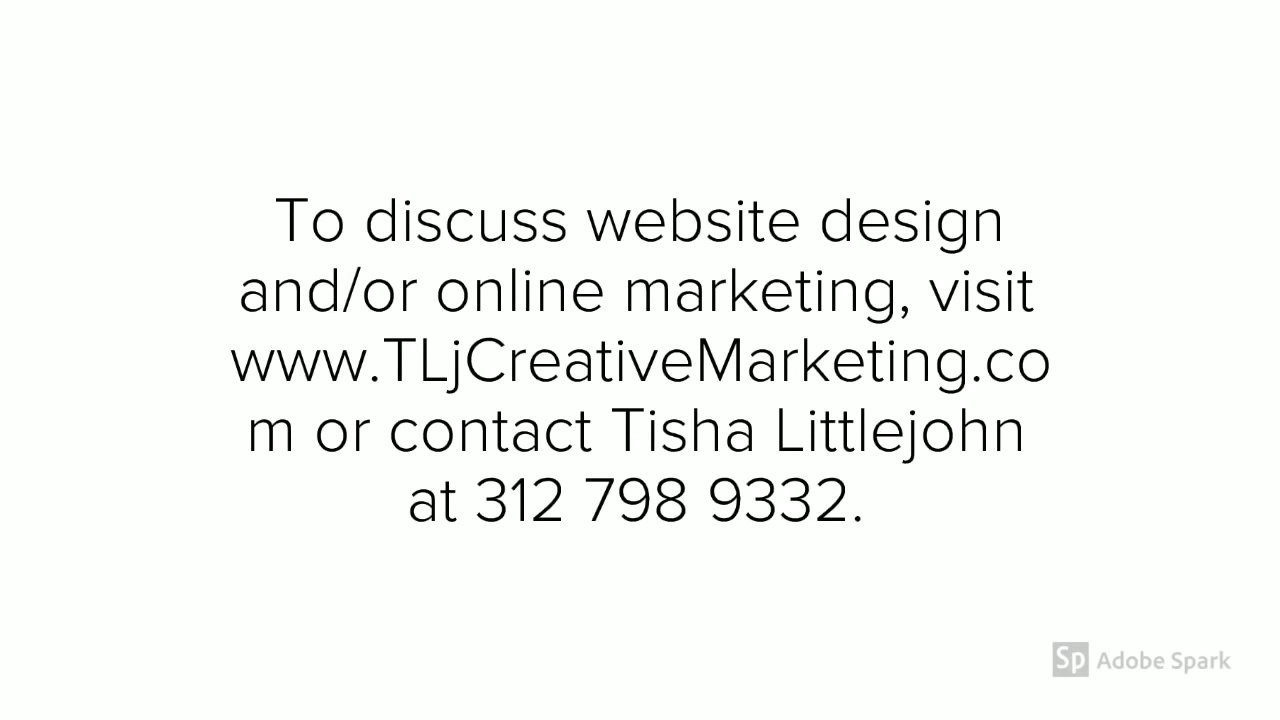 To discuss website design
and/or online marketing, visit
www.TLjCreativeMarketing.co
m or contact Tisha Littlejohn
at 312 798 9332.
Sp Adobe Spark